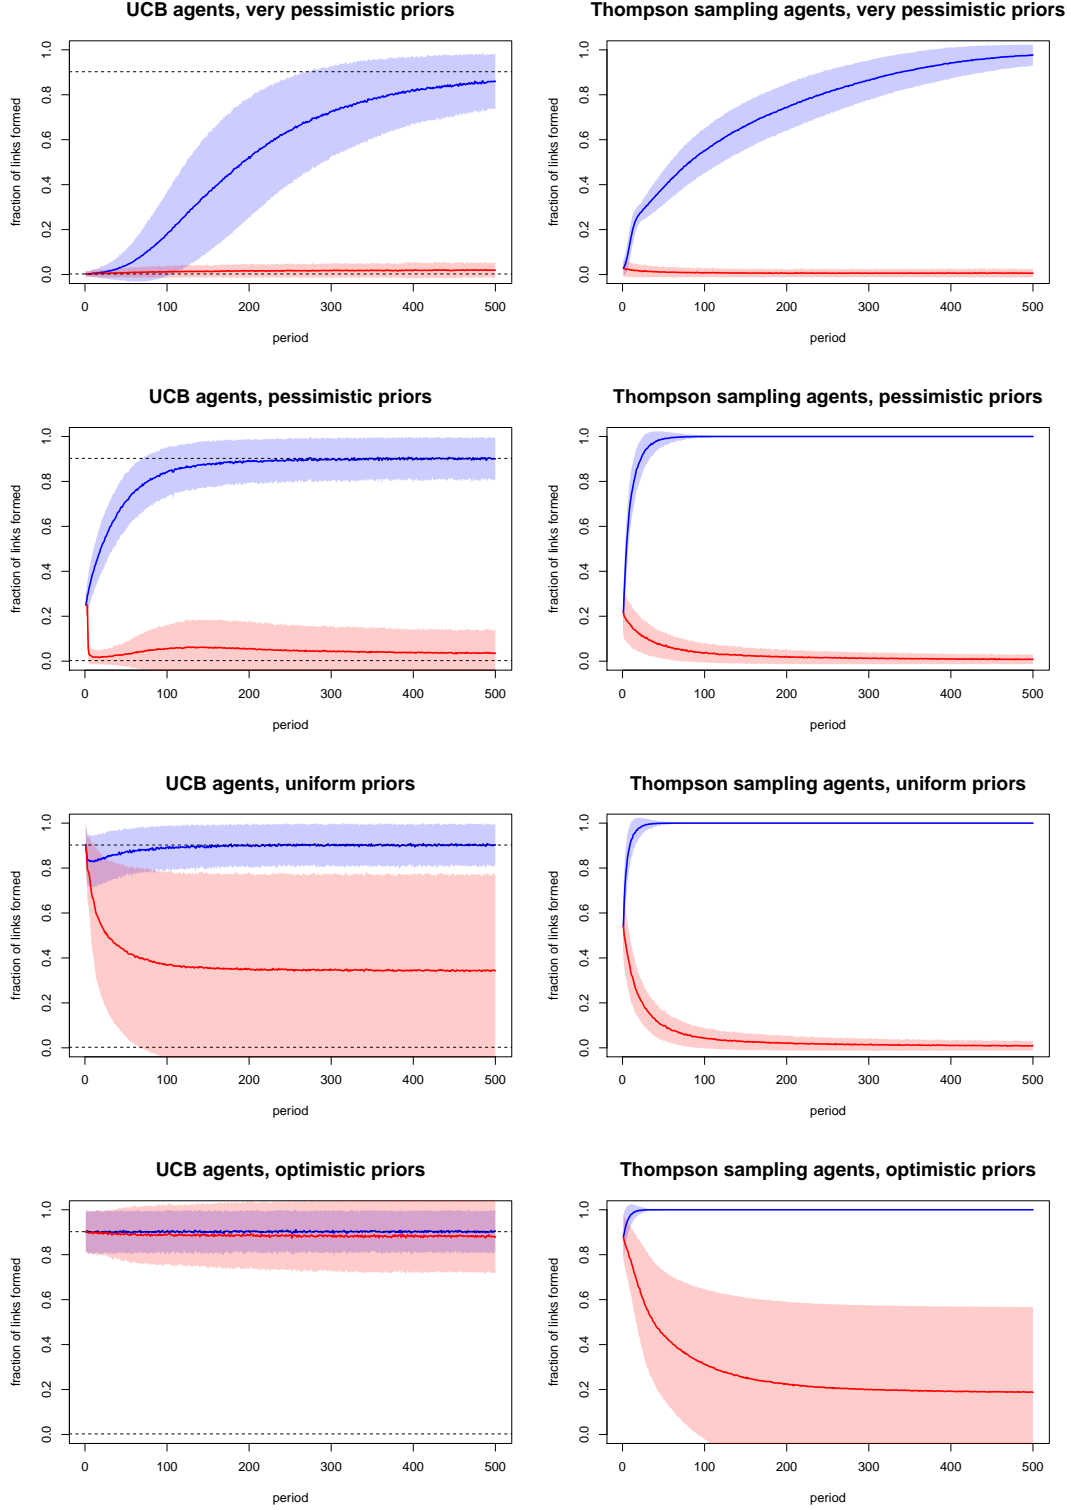 UCB agents, very pessimistic priors
fraction of links formed
0.0 0.2 0.4 0.6 0.8 1.0
0 100 200 300 400 500
period
Thompson sampling agents, very pessimistic priors
fraction of links formed
0.0 0.2 0.4 0.6 0.8 1.0
0 100 200 300 400 500
period
UCB agents, pessimistic priors
fraction of links formed
0.0 0.2 0.4 0.6 0.8 1.0
0 100 200 300 400 500
period
Thompson sampling agents, pessimistic priors
fraction of links formed
0.0 0.2 0.4 0.6 0.8 1.0
0 100 200 300 400 500
period
UCB agents, uniform priors
fraction of links formed
0.0 0.2 0.4 0.6 0.8 1.0
0 100 200 300 400 500
period
Thompson sampling agents, uniform priors
fraction of links formed
0.0 0.2 0.4 0.6 0.8 1.0
0 100 200 300 400 500
period
UCB agents, optimistic priors
fraction of links formed
0.0 0.2 0.4 0.6 0.8 1.0
0 100 200 300 400 500
period
Thompson sampling agents, optimistic priors
fraction of links formed
0.0 0.2 0.4 0.6 0.8 1.0
0 100 200 300 400 500
period